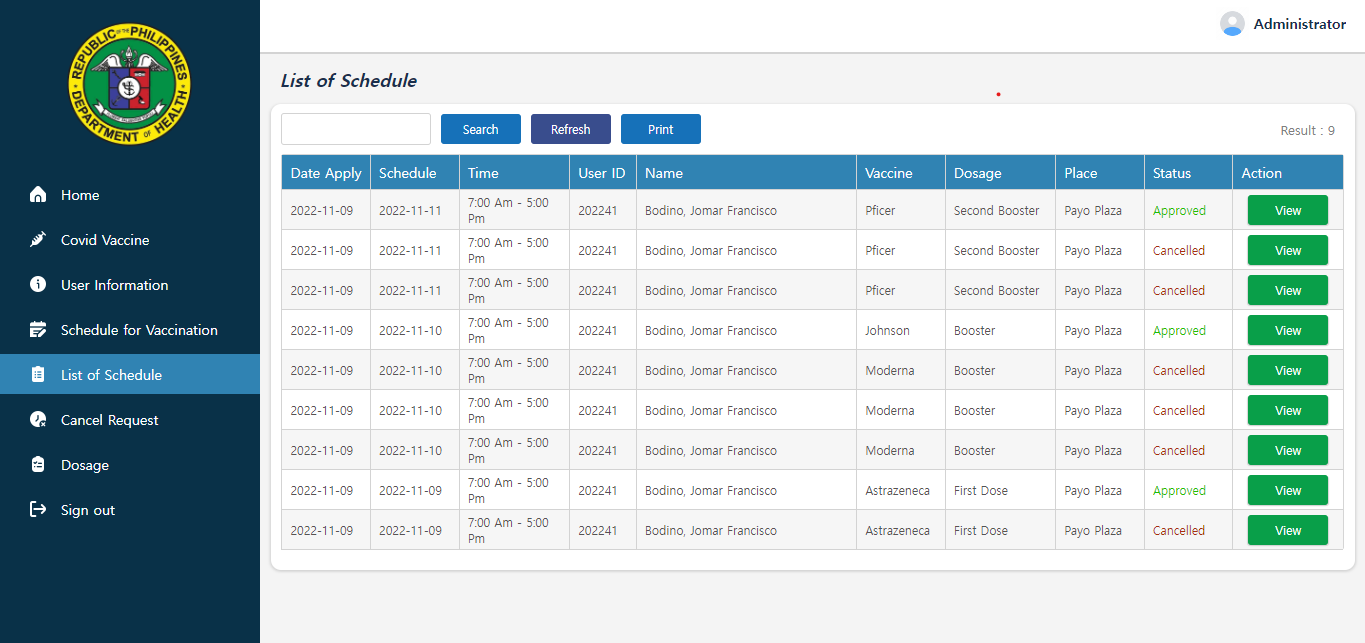 REPUBLIC OF THE PHILIPPINES
DEPARTMENT OF HEALTH
Administrator
Home
Covid Vaccine
User Information
Schedule for Vaccination
List of Schedule
Cancel Request
Dosage
Sign out
List of Schedule
Search Refresh Print Result : 9
Date Apply Schedule Time User ID Name Vaccine Dosage Place Status Action
2022-11-09 2022-11-11 7:00 Am - 5:00 Pm 202241 Bodino, Jomar Francisco Pficer Second Booster Payo Plaza Approved View
2022-11-09 2022-11-11 7:00 Am - 5:00 Pm 202241 Bodino, Jomar Francisco Pficer Second Booster Payo Plaza Cancelled View
2022-11-09 2022-11-11 7:00 Am - 5:00 Pm 202241 Bodino, Jomar Francisco Pficer Second Booster Payo Plaza Cancelled View
2022-11-09 2022-11-10 7:00 Am - 5:00 Pm 202241 Bodino, Jomar Francisco Johnson Booster Payo Plaza Approved View
2022-11-09 2022-11-10 7:00 Am - 5:00 Pm 202241 Bodino, Jomar Francisco Moderna Booster Payo Plaza Cancelled View
2022-11-09 2022-11-10 7:00 Am - 5:00 Pm 202241 Bodino, Jomar Francisco Moderna Booster Payo Plaza Cancelled View
2022-11-09 2022-11-10 7:00 Am - 5:00 Pm 202241 Bodino, Jomar Francisco Moderna Booster Payo Plaza Cancelled View
2022-11-09 2022-11-09 7:00 Am - 5:00 Pm 202241 Bodino, Jomar Francisco Astrazeneca First Dose Payo Plaza Approved View
2022-11-09 2022-11-09 7:00 Am - 5:00 Pm 202241 Bodino, Jomar Francisco Astrazeneca First Dose Payo Plaza Cancelled View